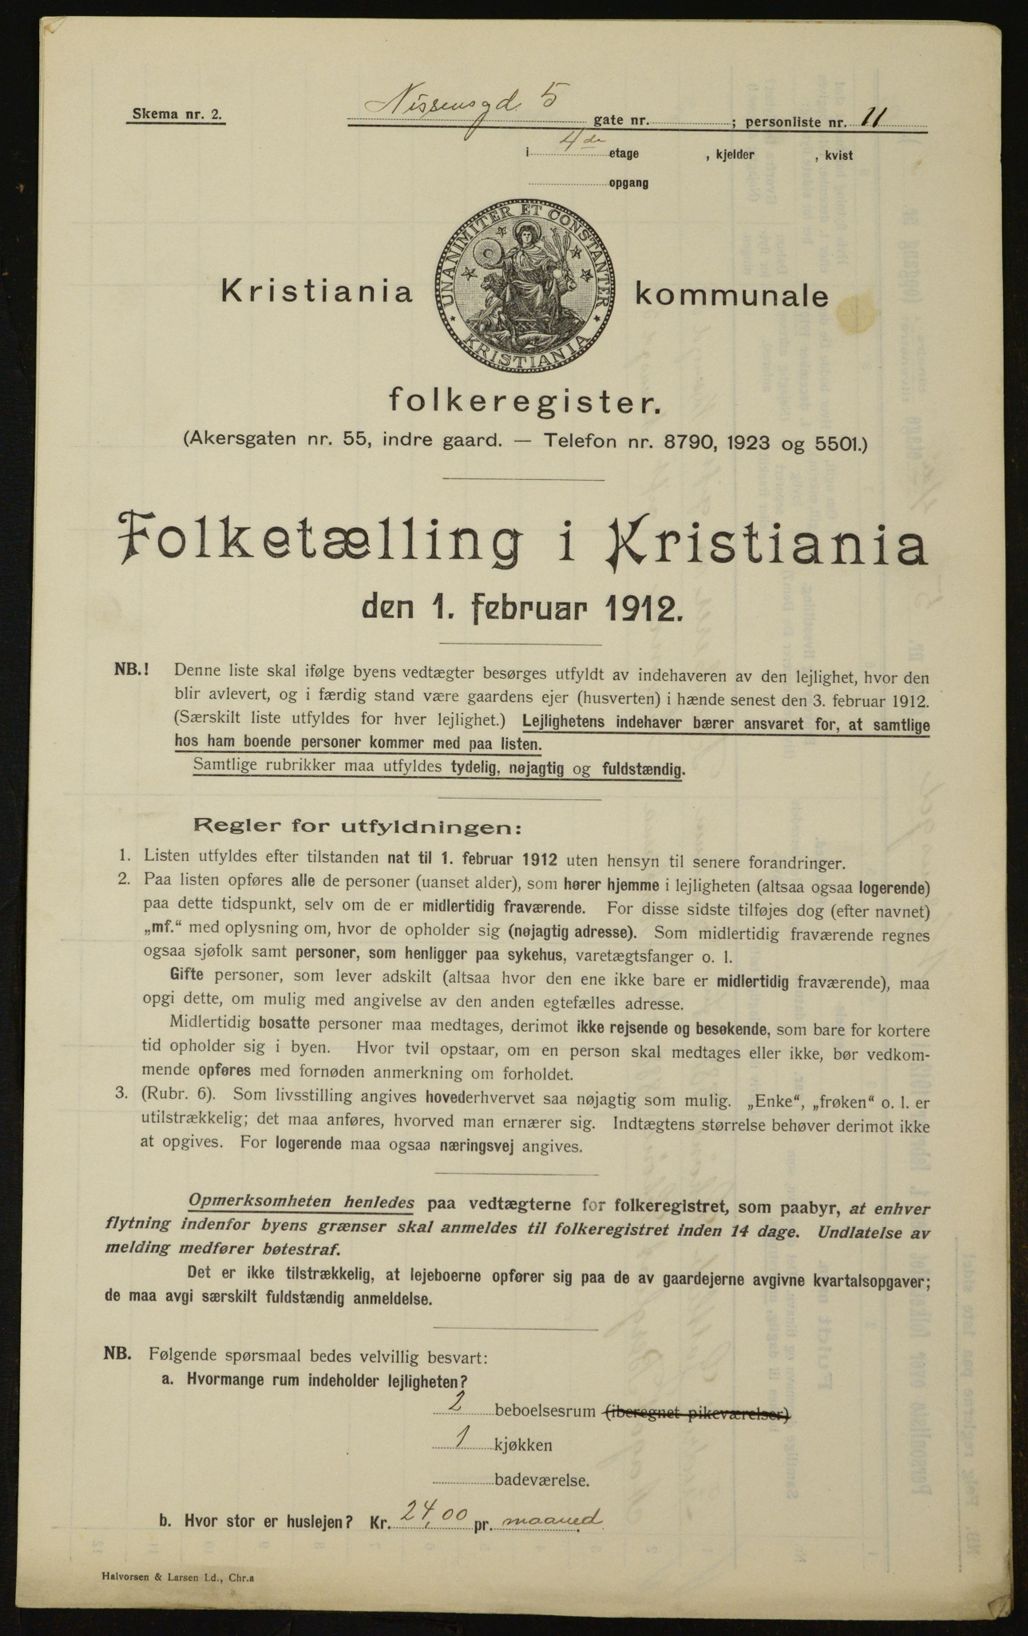 Skema nr. 2.
Nissensgd. 5 gate nr. ; personliste nr. 11
i 4de etage , kjelder , kvist
opgang
UNANIMITER ET CONSTANTER
KRISTIANIA
Kristiania kommunale
folkeregister.
(Akersgaten nr. 55, indre gaard. — Telefon nr. 8790, 1923 og 5501.)
Folketælling i Kristiania
den 1. februar 1912.
NB.! Denne liste skal ifølge byens vedtægter besørges utfyldt av indehaveren av den lejlighet, hvor den
blir avlevert, og i færdig stand være gaardens ejer (husverten) i hænde senest den 3. februar 1912.
(Særskilt liste utfyldes for hver lejlighet.) Lejlighetens indehaver bærer ansvaret for, at samtlige
hos ham boende personer kommer med paa listen.
Samtlige rubrikker maa utfyldes tydelig, nøjagtig og fuldstændig.
Regler for utfyldningen:
1. Listen utfyldes efter tilstanden nat til 1. februar 1912 uten hensyn til senere forandringer.
2. Paa listen opføres alle de personer (uanset alder), som hører hjemme i lejligheten (altsaa ogsaa logerende)
paa dette tidspunkt, selv om de er midlertidig fraværende. For disse sidste tilføjes dog (efter navnet)
„mf.“ med oplysning om, hvor de opholder sig (nøjagtig adresse). Som midlertidig fraværende regnes
ogsaa sjøfolk samt personer, som henligger paa sykehus, varetægtsfanger o. l.
Gifte personer, som lever adskilt (altsaa hvor den ene ikke bare er midlertidig fraværende), maa
opgi dette, om mulig med angivelse av den anden egtefælles adresse.
Midlertidig bosatte personer maa medtages, derimot ikke rejsende og besøkende, som bare for kortere
tid opholder sig i byen. Hvor tvil opstaar, om en person skal medtages eller ikke, bør vedkom-
mende opføres med fornøden anmerkning om forholdet.
3. (Rubr. 6). Som livsstilling angives hovederhvervet saa nøjagtig som mulig. „Enke“, „frøken“ o. l. er
utilstrækkelig; det maa anføres, hvorved man ernærer sig. Indtægtens størrelse behøver derimot ikke
at opgives. For logerende maa ogsaa næringsvej angives.
Opmerksomheten henledes paa vedtægterne for folkeregistret, som paabyr, at enhver
flytning indenfor byens grænser skal anmeldes til folkeregistret inden 14 dage. Undlatelse av
melding medfører bøtestraf.
Det er ikke tilstrækkelig, at lejeboerne opfører sig paa de av gaardejerne avgivne kvartalsopgaver;
de maa avgi særskilt fuldstændig anmeldelse.
NB. Følgende spørsmaal bedes velvillig besvart:
a. Hvormange rum indeholder lejligheten?
2 beboelsesrum (iberegnet pikeværelser)
1 kjøkken
badeværelse.
b. Hvor stor er huslejen? Kr. 24,00 pr. maaned.
Halvorsen & Larsen Ld., Chr.a